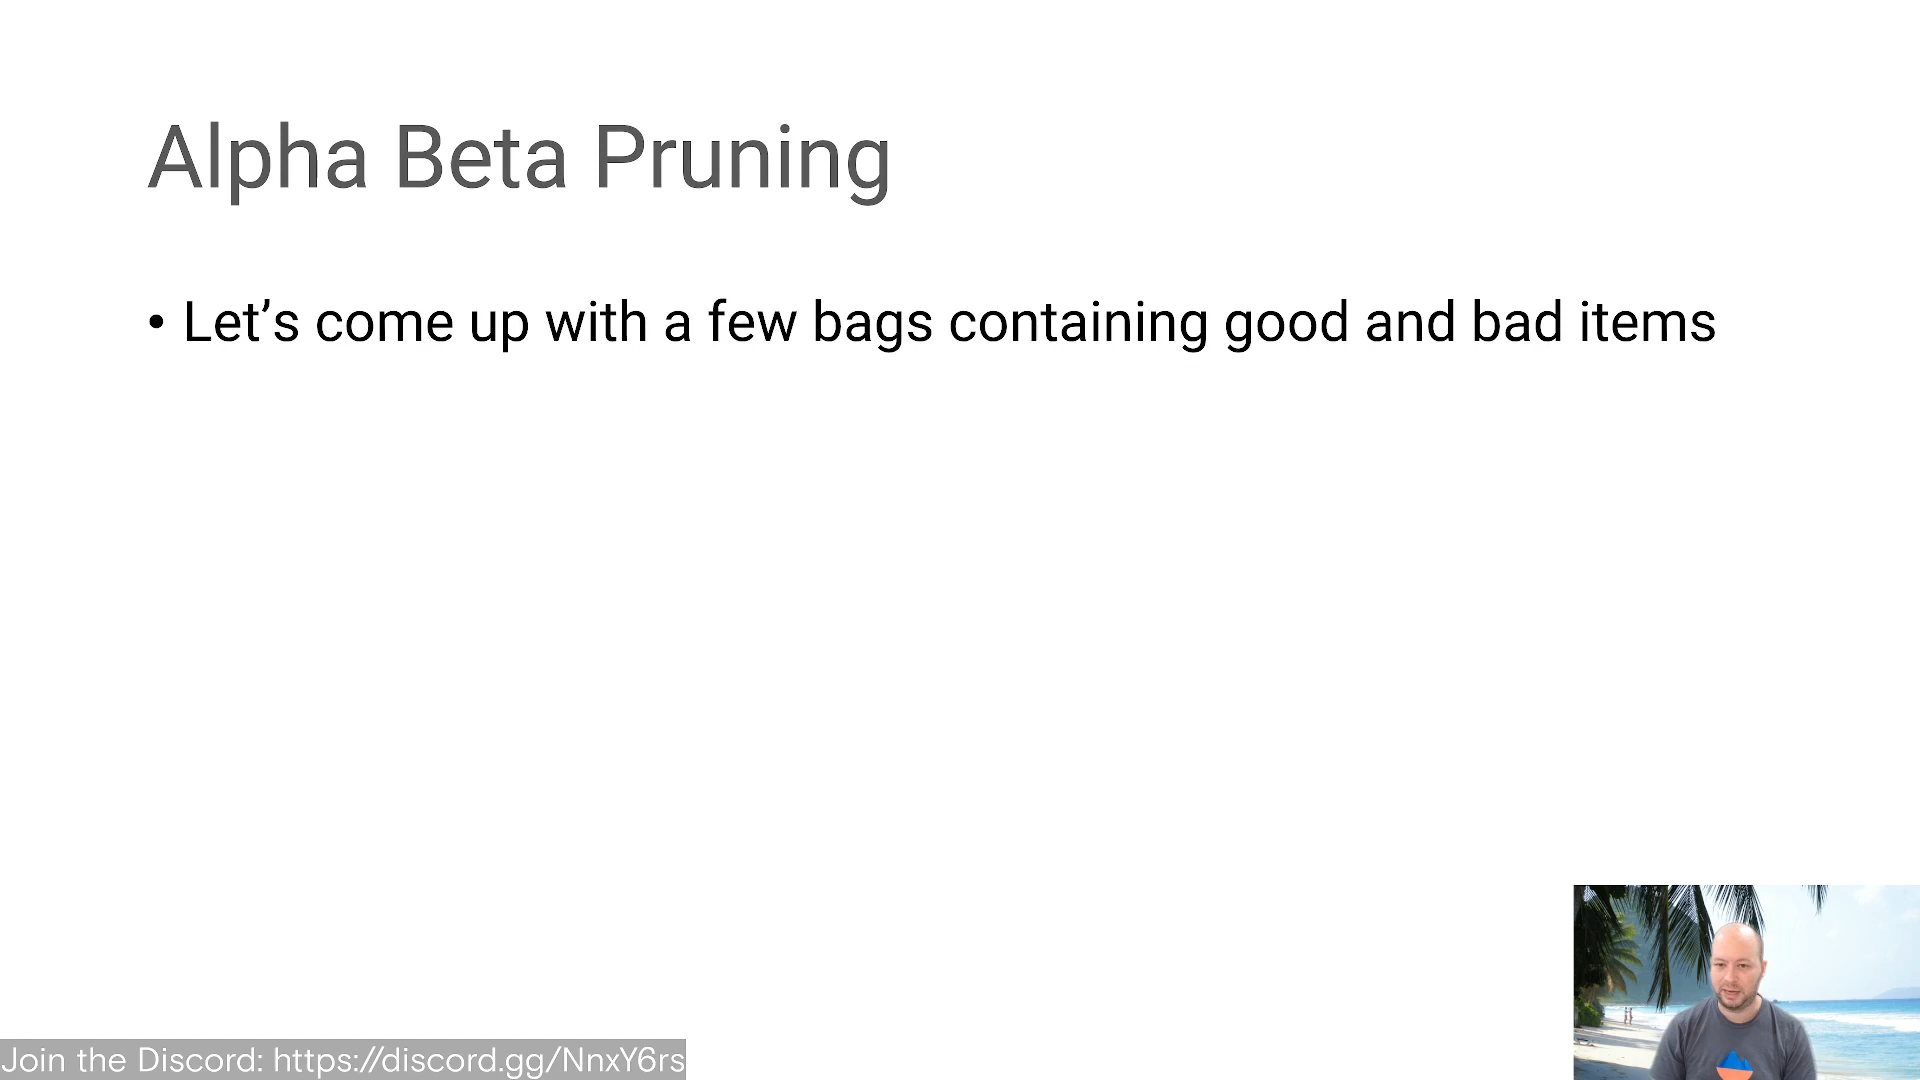 Alpha Beta Pruning
• Let’s come up with a few bags containing good and bad items
Join the Discord: https://discord.gg/NnxY6rs